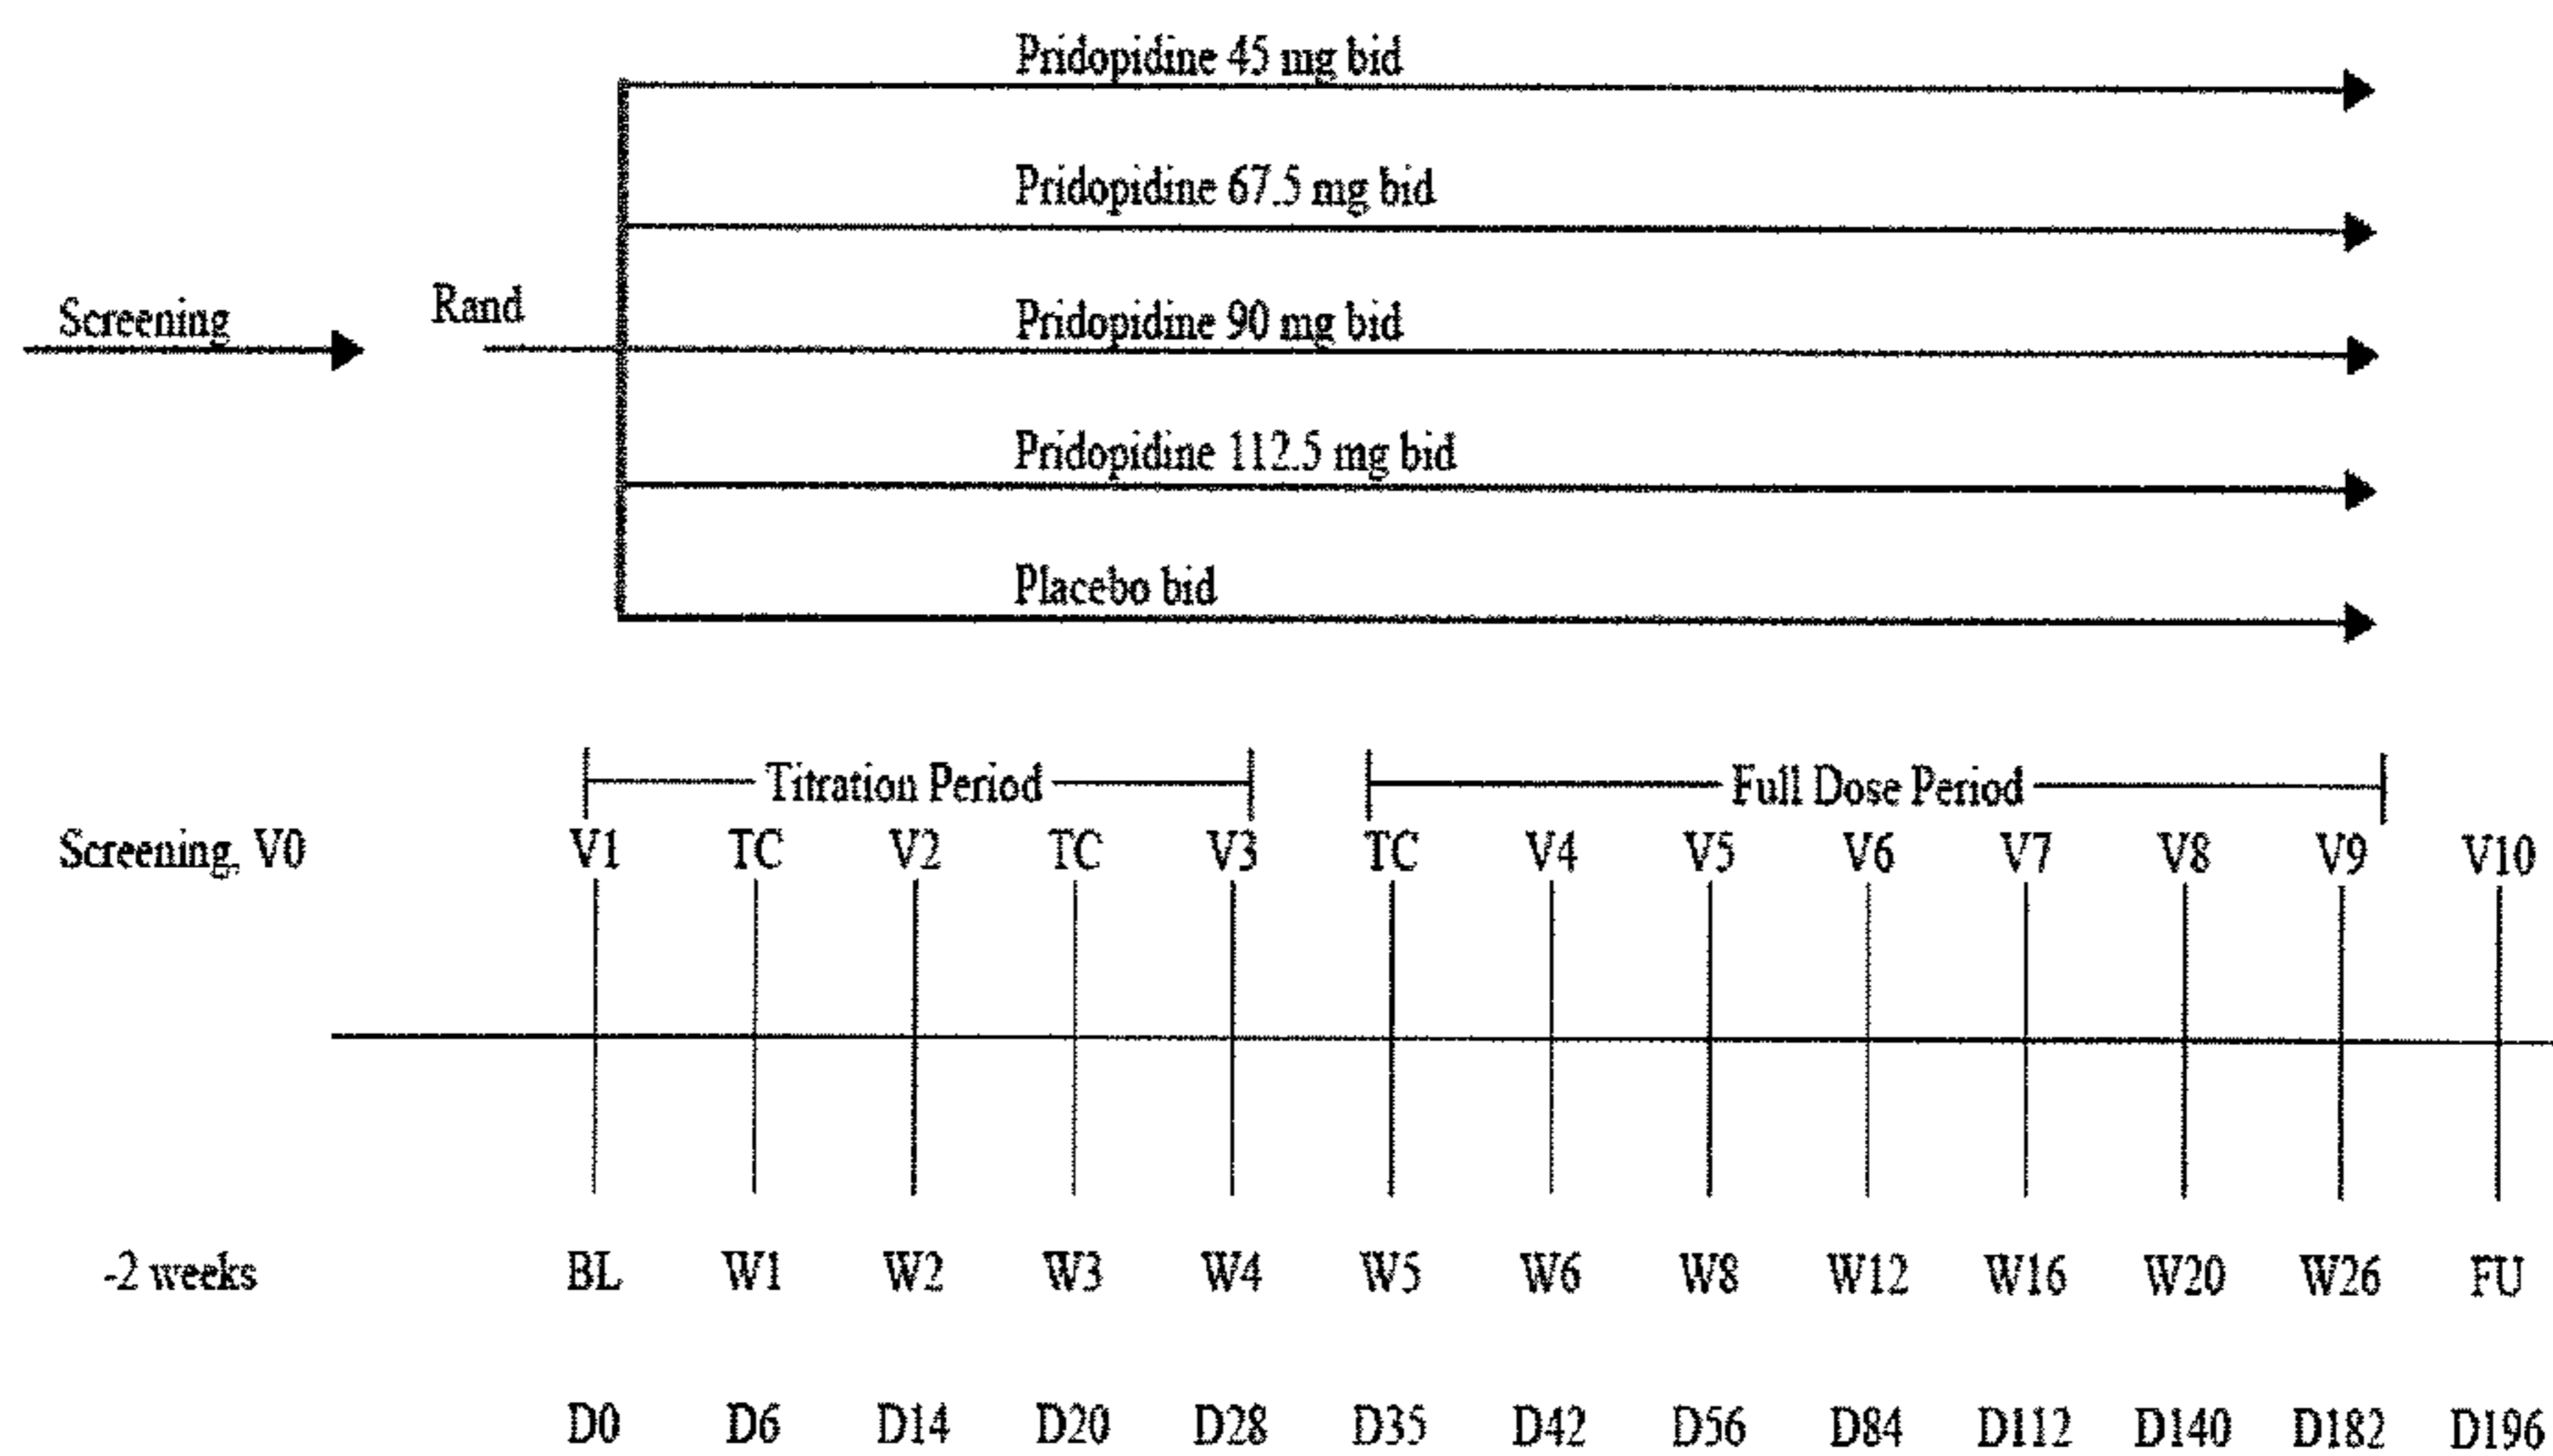 Pridopidine 45 mg bid
Pridopidine 67.5 mg bid
Screening Rand Pridopidine 90 mg bid
Pridopidine 112.5 mg bid
Placebo bid
Titration Period Full Dose Period
Screening, V0 V1 TC V2 TC V3 TC V4 V5 V6 V7 V8 V9 V10
-2 weeks BL W1 W2 W3 W4 W5 W6 W8 W12 W16 W20 W26 FU
D0 D6 D14 D20 D28 D35 D42 D56 D84 D112 D140 D182 D196